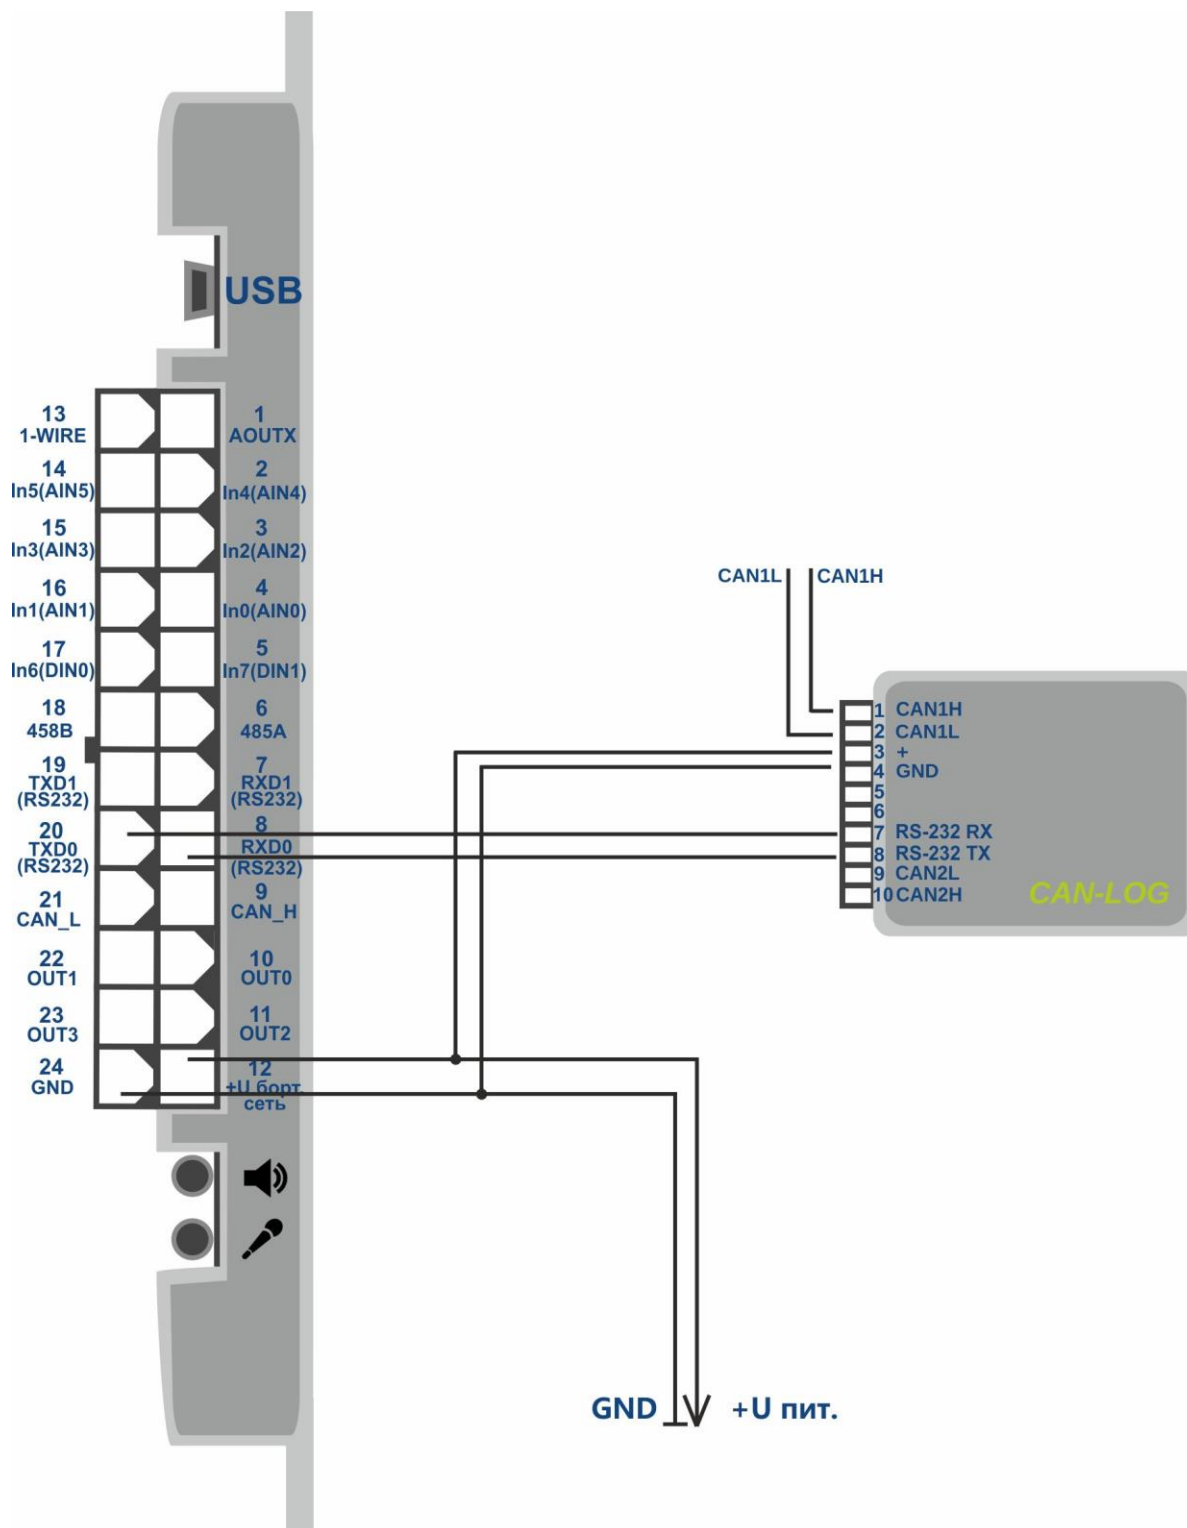 USB
13
1-WIRE
1
AOUTX
14
In5(AIN5)
2
In4(AIN4)
15
In3(AIN3)
3
In2(AIN2)
16
In1(AIN1)
4
In0(AIN0)
17
In6(DIN0)
5
In7(DIN1)
18
458B
6
485A
19
TXD1
(RS232)
7
RXD1
(RS232)
20
TXD0
(RS232)
8
RXD0
(RS232)
21
CAN_L
9
CAN_H
22
OUT1
10
OUT0
23
OUT3
11
OUT2
24
GND
12
+U борт.
сеть
CAN1L
CAN1H
1 CAN1H
2 CAN1L
3 +
4 GND
5
6
7 RS-232 RX
8 RS-232 TX
9 CAN2L
10 CAN2H
CAN-LOG
GND
+U пит.